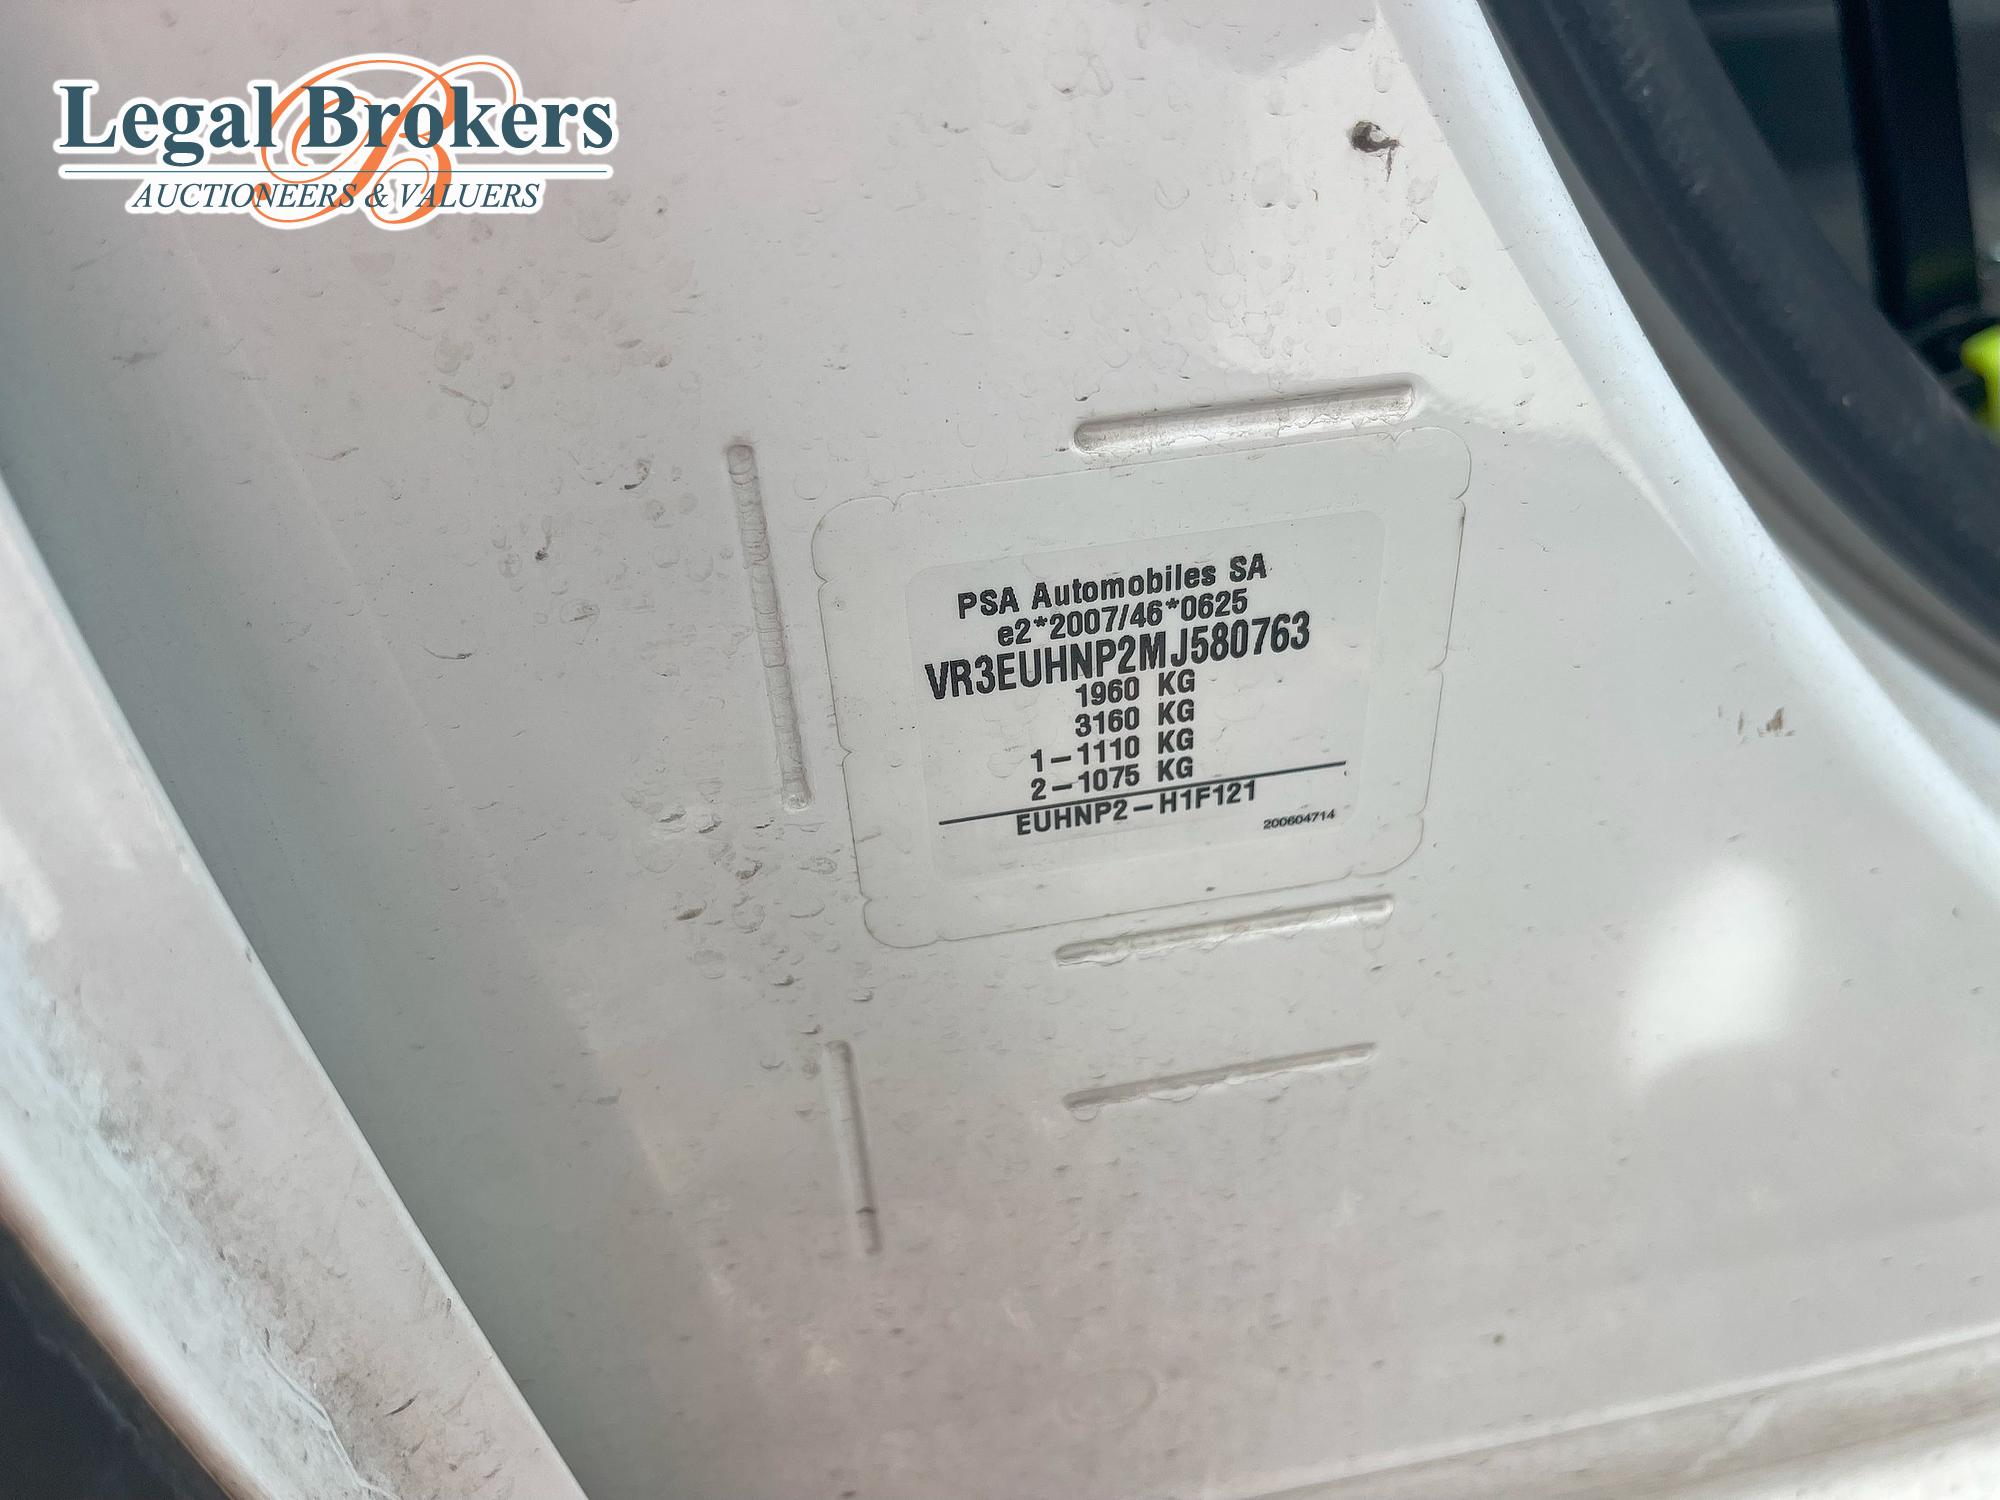 Legal Brokers
AUCTIONEERS & VALUERS
PSA Automobiles SA
e2*2007/46*0625
VR3EUHNP2MJ580763
1960 KG
3160 KG
1-1110 KG
2-1075 KG
EUHNP2-H1F121
200604714